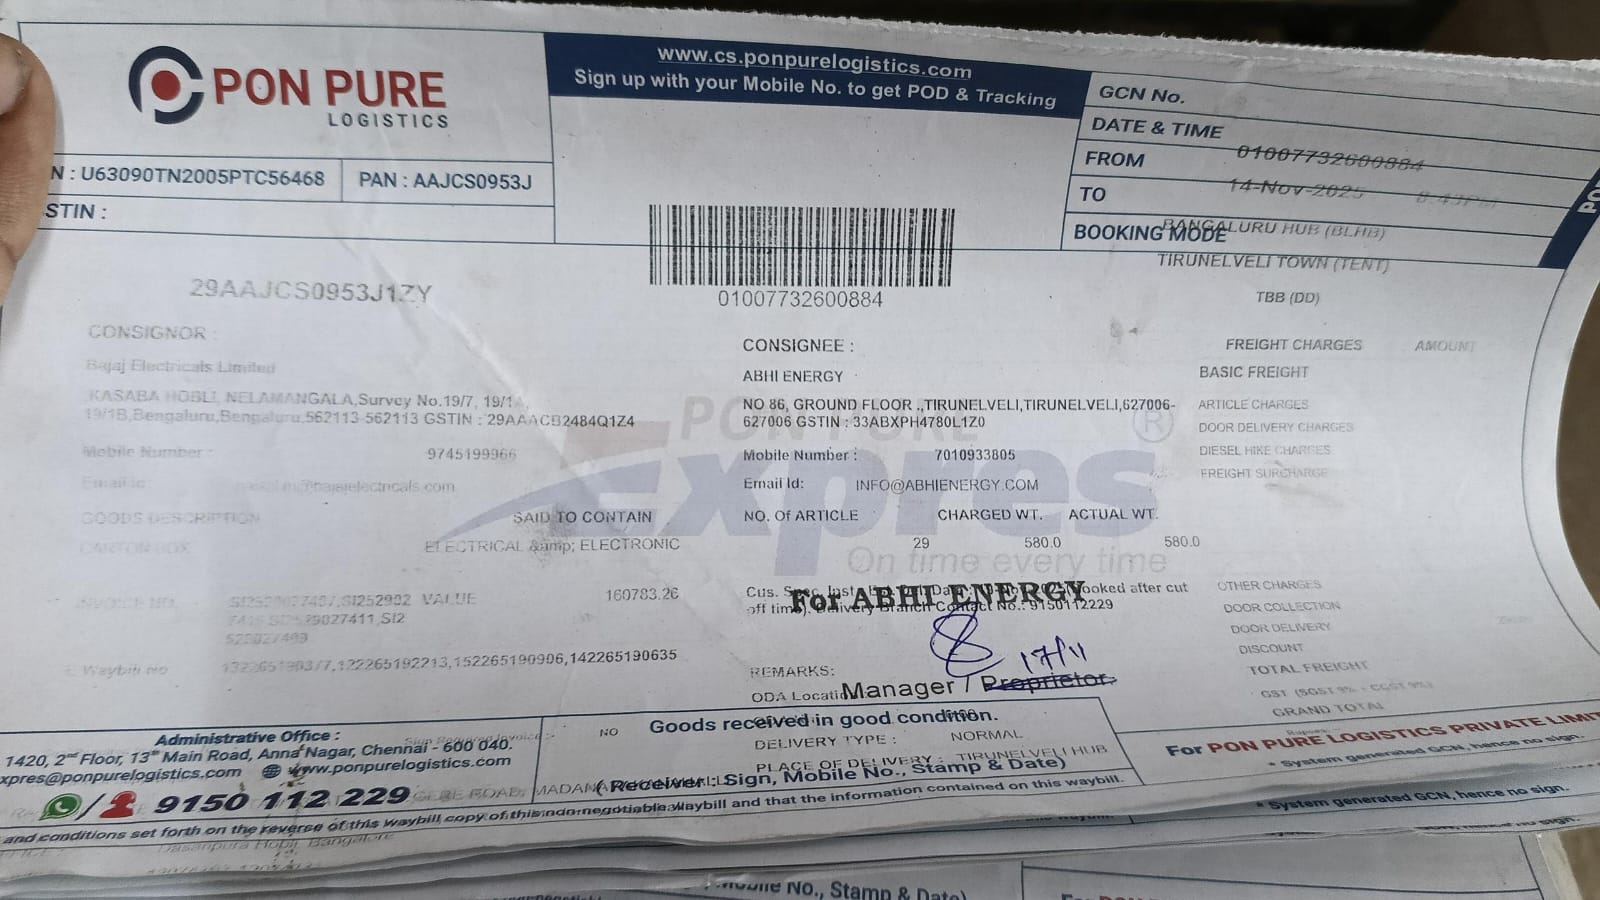 PON PURE
LOGISTICS
www.cs.ponpurelogistics.com
Sign up with your Mobile No. to get POD & Tracking
N : U63090TN2005PTC56468
PAN : AAJCS0953J
STIN :
29AAJCS0953J1ZY
01007732600884
GCN No.
DATE & TIME
01007732600884
FROM
14-Nov-2025
TO
BANGALURU HUB (BLHB)
BOOKING MODE
TIRUNELVELI TOWN (TENT)
TBB (DD)
CONSIGNOR :
Bajaj Electricals Limited
KASABA HOBLI, NELAMANGALA,Survey No.19/7, 19/1
19/1B,Bengaluru,Bengaluru.562113-562113 GSTIN : 29AAACB2484Q1Z4
Mobile Number : 9745199966
Email id:
GOODS DESCRIPTION
SAID TO CONTAIN
CARTON BOX
ELECTRICAL &amp; ELECTRONIC
INVOICE NO.
VALUE 160783.26
Waybill no
122265192213,152265190906,142265190635
CONSIGNEE :
ABHI ENERGY
NO 86, GROUND FLOOR .,TIRUNELVELI,TIRUNELVELI,627006-
627006 GSTIN : 33ABXPH4780L1Z0
Mobile Number : 7010933805
Email Id: INFO@ABHIENERGY.COM
NO. Of ARTICLE CHARGED WT. ACTUAL WT.
29 580.0 580.0
PON PURE
Expres ®
On time every time
Cus. booked after cut
off time). Delivery Branch Contact No.: 9150112229
For ABHI ENERGY
17/11
REMARKS:
ODA
Manager / Proprietor
FREIGHT CHARGES AMOUNT
BASIC FREIGHT
ARTICLE CHARGES
DOOR DELIVERY CHARGES
DIESEL HIKE CHARGES
FREIGHT SURCHARGE
OTHER CHARGES
DOOR COLLECTION
DOOR DELIVERY
DISCOUNT
TOTAL FREIGHT
GRAND TOTAL
Administrative Office :
1420, 2nd Floor, 13th Main Road, Anna Nagar, Chennai - 600 040.
xpres@ponpurelogistics.com www.ponpurelogistics.com
9150 112 229
NO
Goods received in good condition.
DELIVERY TYPE : NORMAL
PLACE OF DELIVERY : TIRUNELVELI HUB
( Receiver : Sign, Mobile No., Stamp & Date)
and conditions set forth on the reverse of this waybill copy of this non-negotiable Waybill and that the information contained on this waybill.
For PON PURE LOGISTICS PRIVATE LIMIT
* System generated GCN, hence no sign.
* System generated GCN, hence no sign.
Mobile No., Stamp & Date)